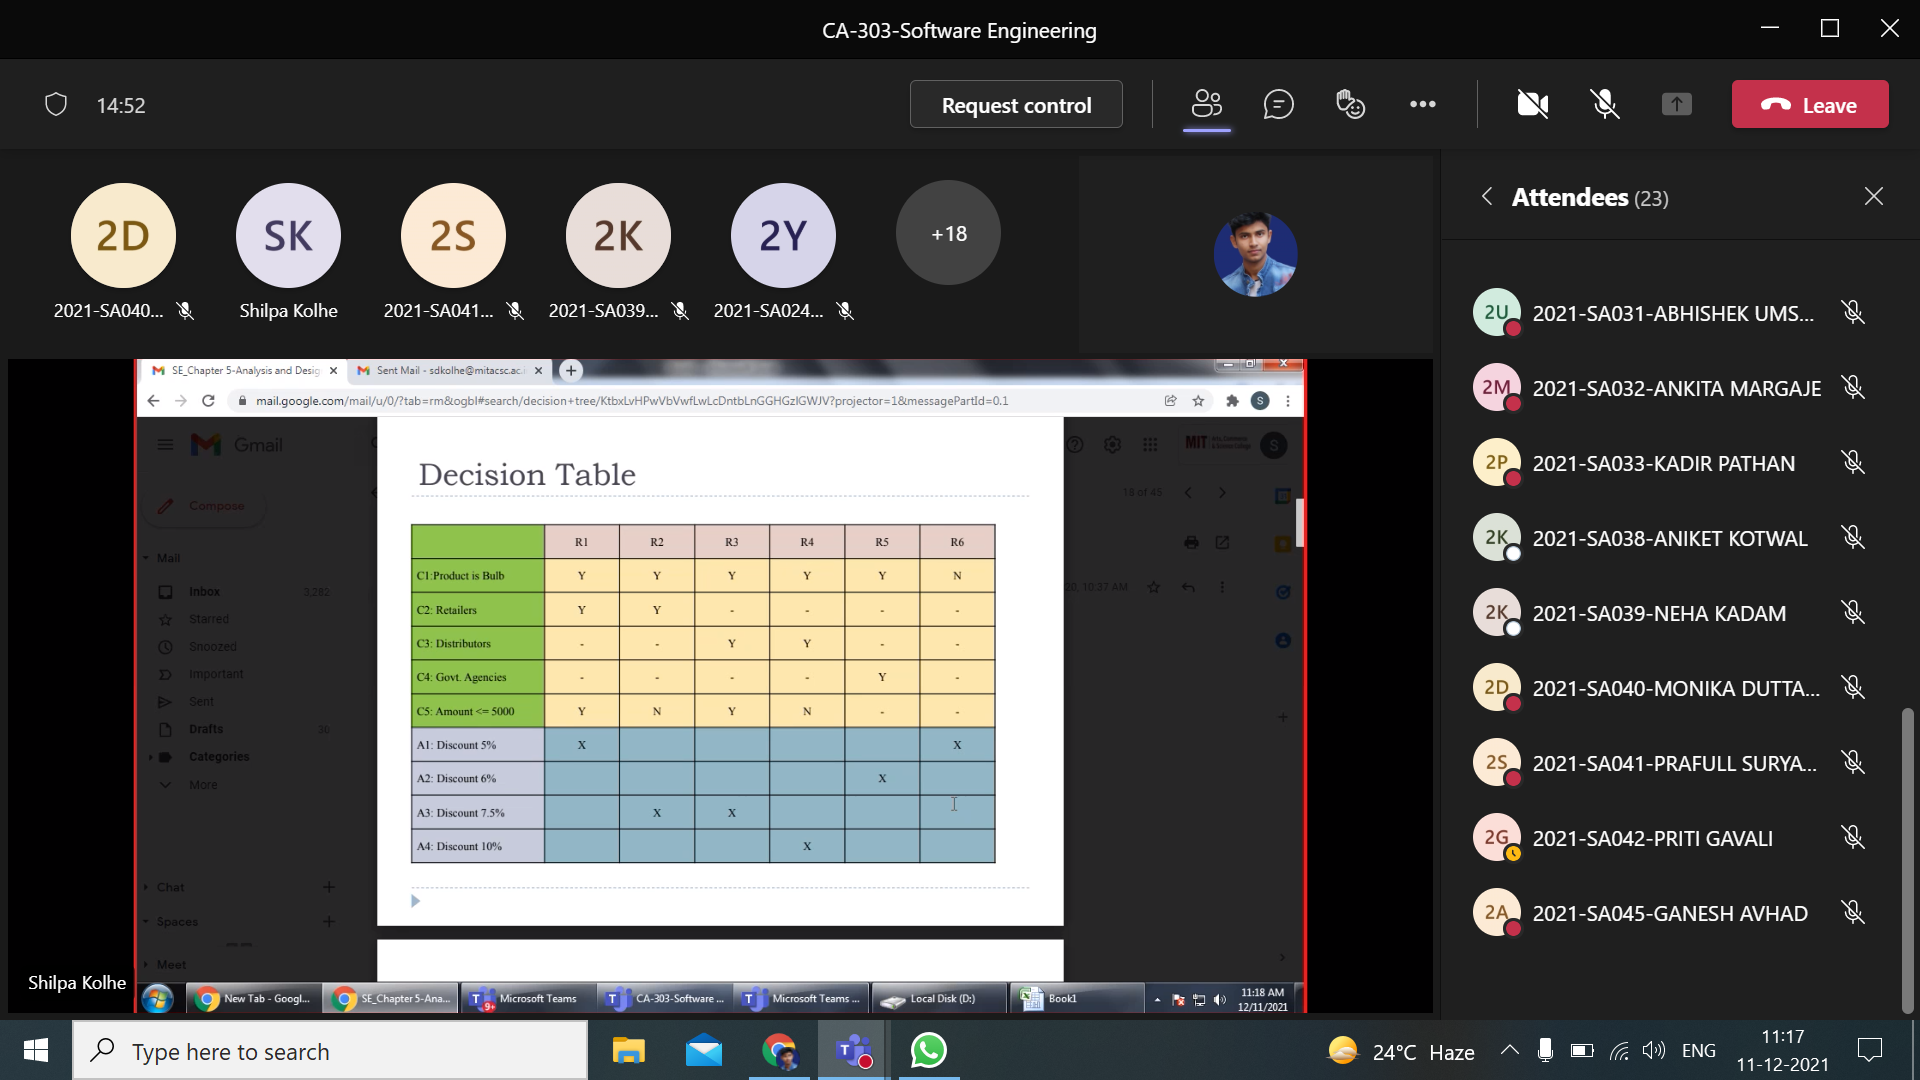 CA-303-Software Engineering
14:52
Request control
Leave
2D
SK
2S
2K
2Y
+18
2021-SA040...
Shilpa Kolhe
2021-SA041...
2021-SA039...
2021-SA024...
Attendees (23)
2U 2021-SA031-ABHISHEK UMS...
2M 2021-SA032-ANKITA MARGAJE
2P 2021-SA033-KADIR PATHAN
2K 2021-SA038-ANIKET KOTWAL
2K 2021-SA039-NEHA KADAM
2D 2021-SA040-MONIKA DUTTA...
2S 2021-SA041-PRAFULL SURYA...
2G 2021-SA042-PRITI GAVALI
2A 2021-SA045-GANESH AVHAD
SE_Chapter 5-Analysis and Desig
Sent Mail - sdkolhe@mitacsc.ac.
mail.google.com/mail/u/0/?tab=rm&ogbl#search/decision+tree/KtbxLvHPwVbVwfLwLcDntbLnGGHGzlGWJV?projector=1&messagePartId=0.1
S
Gmail
MIT
S
Compose
18 of 45
Mail
Inbox 3,282
Starred
Snoozed
Important
Sent
Drafts 36
Categories
More
Chat
Spaces
Meet
20, 10:37 AM
Decision Table
R1 R2 R3 R4 R5 R6
C1:Product is Bulb Y Y Y Y Y N
C2: Retailers Y Y - - - -
C3: Distributors - - Y Y - -
C4: Govt. Agencies - - - - Y -
C5: Amount <= 5000 Y N Y N - -
A1: Discount 5% X X
A2: Discount 6% X
A3: Discount 7.5% X X
A4: Discount 10% X
Shilpa Kolhe
New Tab - Googl...
SE_Chapter 5-Ana...
9+
Microsoft Teams
CA-303-Software ...
Microsoft Teams ...
Local Disk (D:)
Book1
11:18 AM
12/11/2021
Type here to search
24°C Haze
ENG
11:17
11-12-2021